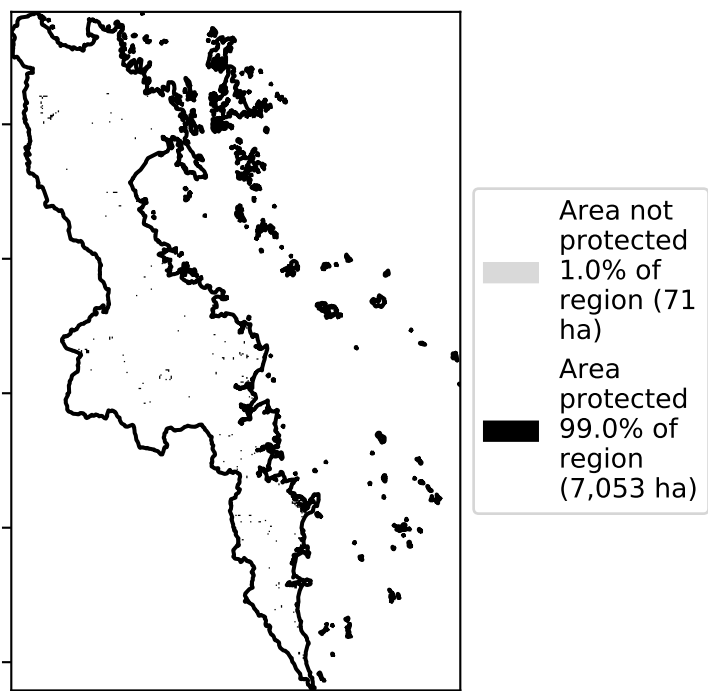 Area not
protected
1.0% of
region (71
ha)
Area
protected
99.0% of
region
(7,053 ha)